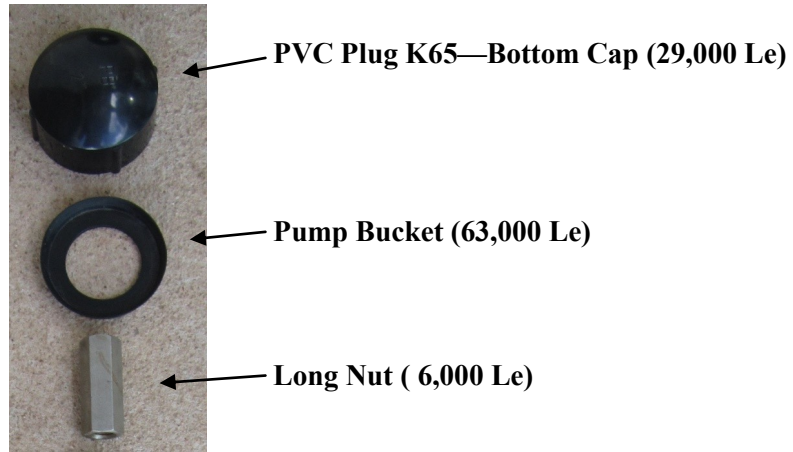 PVC Plug K65—Bottom Cap (29,000 Le)
Pump Bucket (63,000 Le)
Long Nut ( 6,000 Le)